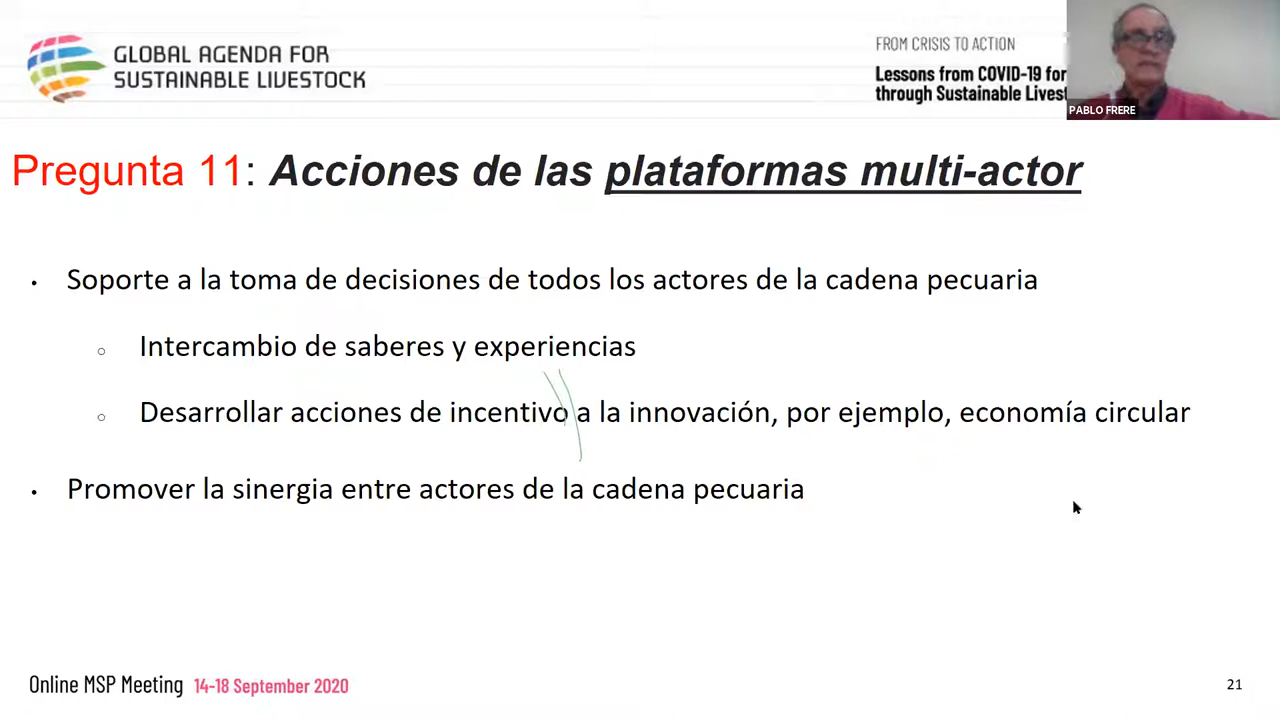 GLOBAL AGENDA FOR
SUSTAINABLE LIVESTOCK
FROM CRISIS TO ACTION
Lessons from COVID-19 for
through Sustainable
PABLO FRERE
Pregunta 11: Acciones de las plataformas multi-actor
• Soporte a la toma de decisiones de todos los actores de la cadena pecuaria
○ Intercambio de saberes y experiencias
○ Desarrollar acciones de incentivo a la innovación, por ejemplo, economía circular
• Promover la sinergia entre actores de la cadena pecuaria
Online MSP Meeting 14-18 September 2020
21